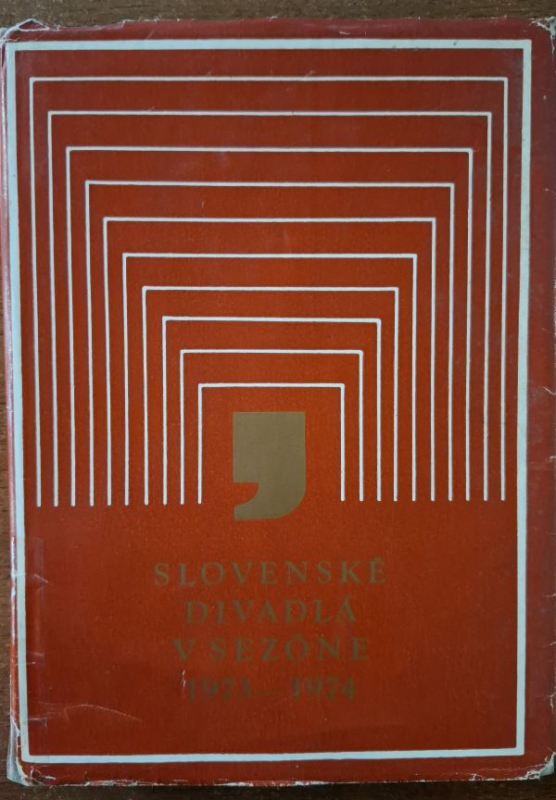 SLOVENSKÉ
DIVADLÁ
V SEZÓNE
1973 – 1974